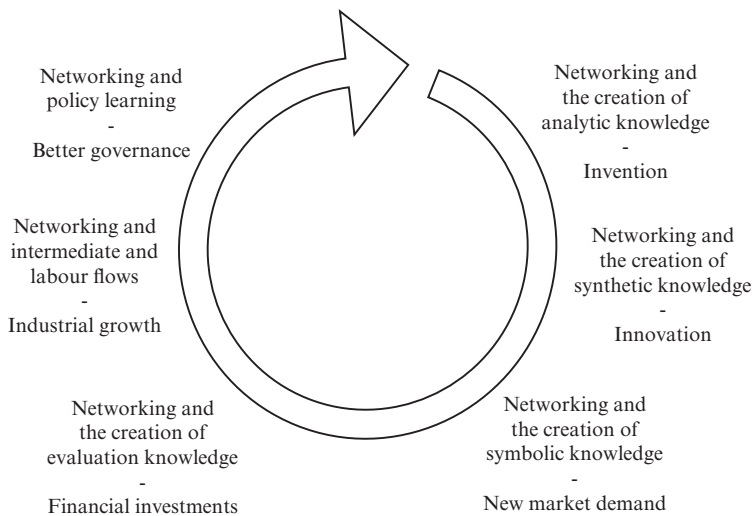 Networking and
the creation of
analytic knowledge
-
Invention
Networking and
the creation of
synthetic knowledge
-
Innovation
Networking and
the creation of
symbolic knowledge
-
New market demand
Networking and
the creation of
evaluation knowledge
-
Financial investments
Networking and
intermediate and
labour flows
-
Industrial growth
Networking and
policy learning
-
Better governance